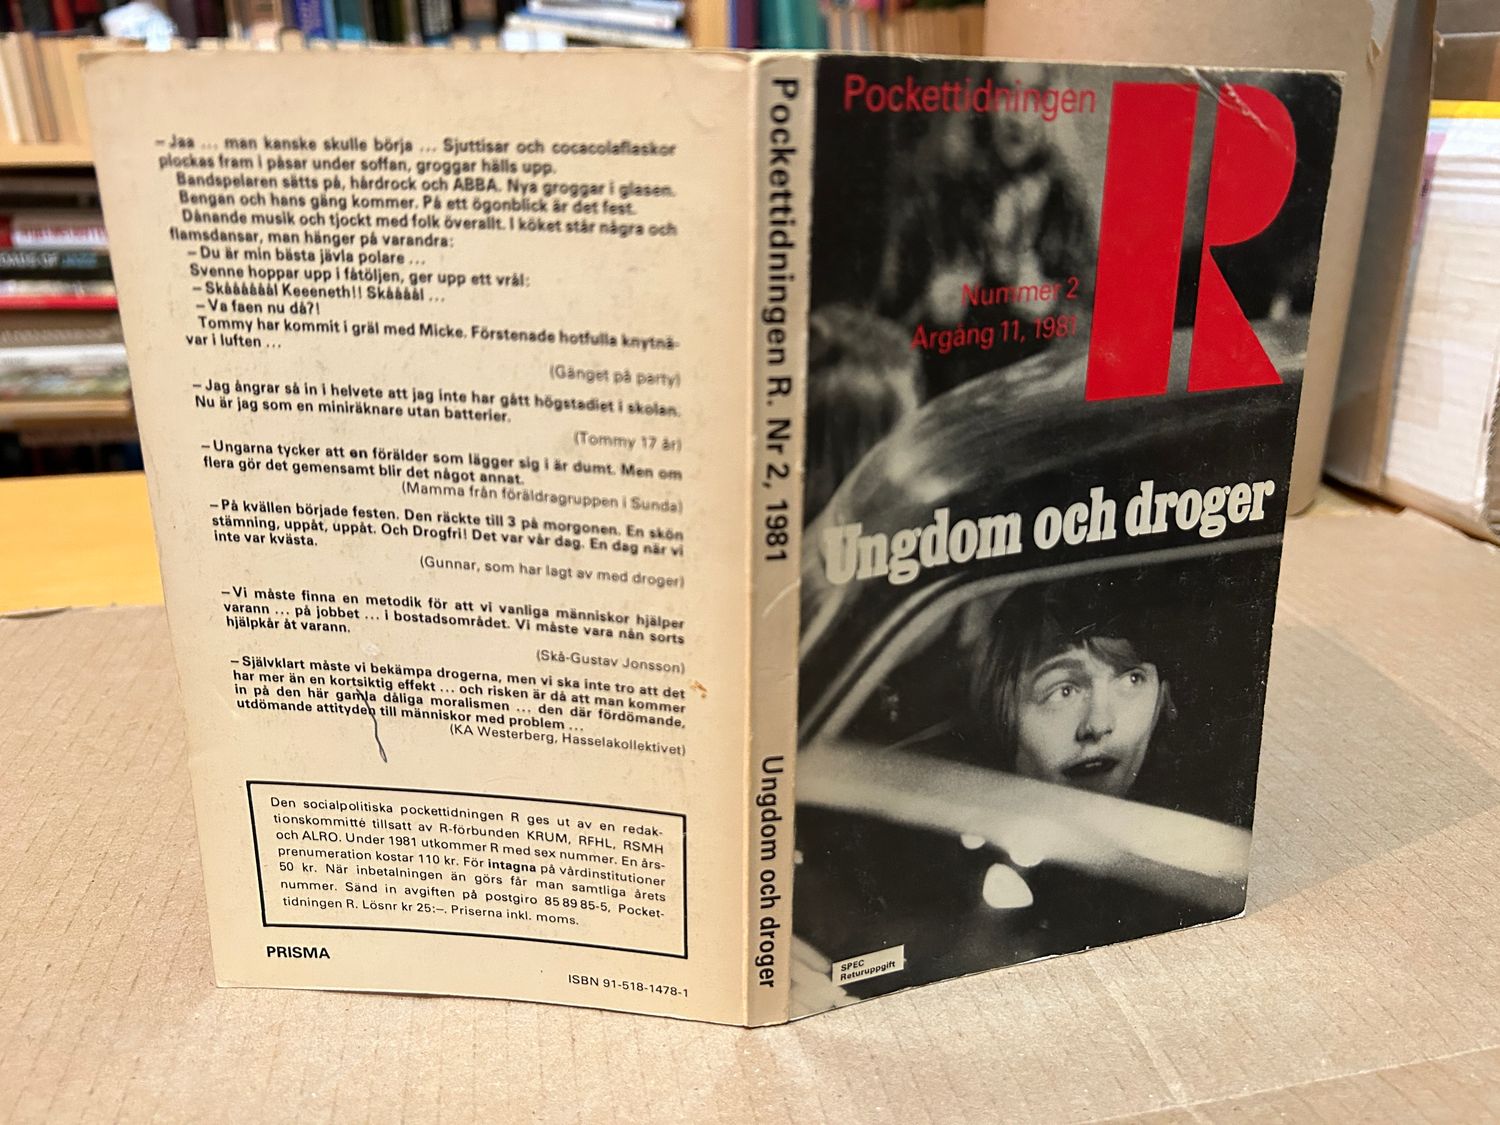 – Jaa ... man kanske skulle börja ... Sjuttisar och cocacolaflaskor
plockas fram i påsar under soffan, groggar hälls upp.
Bandspelaren sätts på, hårdrock och ABBA. Nya groggar i glasen.
Bengan och hans gäng kommer. På ett ögonblick är det fest.
Dånande musik och tjockt med folk överallt. I köket står några och
flamsdansar, man hänger på varandra:
– Du är min bästa jävla polare ...
Svenne hoppar upp i fåtöljen, ger upp ett vrål:
– Skåååååål Keeeneth!! Skåååål ...
– Va faen nu då?!
Tommy har kommit i gräl med Micke. Förstenade hotfulla knytnä-
var i luften ...
(Gänget på party)
– Jag ångrar så in i helvete att jag inte har gått högstadiet i skolan.
Nu är jag som en miniräknare utan batterier.
(Tommy 17 år)
– Ungarna tycker att en förälder som lägger sig i är dumt. Men om
flera gör det gemensamt blir det något annat.
(Mamma från föräldragruppen i Sunda)
– På kvällen började festen. Den räckte till 3 på morgonen. En skön
stämning, uppåt, uppåt. Och Drogfri! Det var vår dag. En dag när vi
inte var kvästa.
(Gunnar, som har lagt av med droger)
– Vi måste finna en metodik för att vi vanliga människor hjälper
varann ... på jobbet ... i bostadsområdet. Vi måste vara nån sorts
hjälpkår åt varann.
(Skå-Gustav Jonsson)
– Självklart måste vi bekämpa drogerna, men vi ska inte tro att det
har mer än en kortsiktig effekt ... och risken är då att man kommer
in på den här gamla dåliga moralismen ... den där fördömande,
utdömande attityden till människor med problem ...
(KA Westerberg, Hasselakollektivet)
Den socialpolitiska pockettidningen R ges ut av en redak-
tionskommitté tillsatt av R-förbunden KRUM, RFHL, RSMH
och ALRO. Under 1981 utkommer R med sex nummer. En års-
prenumeration kostar 110 kr. För intagna på vårdinstitutioner
50 kr. När inbetalningen än görs får man samtliga årets
nummer. Sänd in avgiften på postgiro 85 89 85-5, Pocket-
tidningen R. Lösnr kr 25:–. Priserna inkl. moms.
PRISMA
ISBN 91-518-1478-1
Pockettidningen R. Nr 2, 1981
Ungdom och droger
Pockettidningen
R
Nummer 2
Årgång 11, 1981
Ungdom och droger
SPEC
Returuppgift